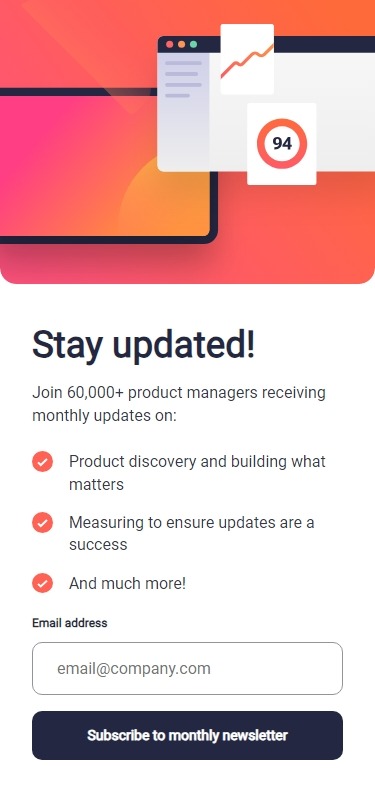 94
Stay updated!
Join 60,000+ product managers receiving
monthly updates on:
Product discovery and building what
matters
Measuring to ensure updates are a
success
And much more!
Email address
email@company.com
Subscribe to monthly newsletter